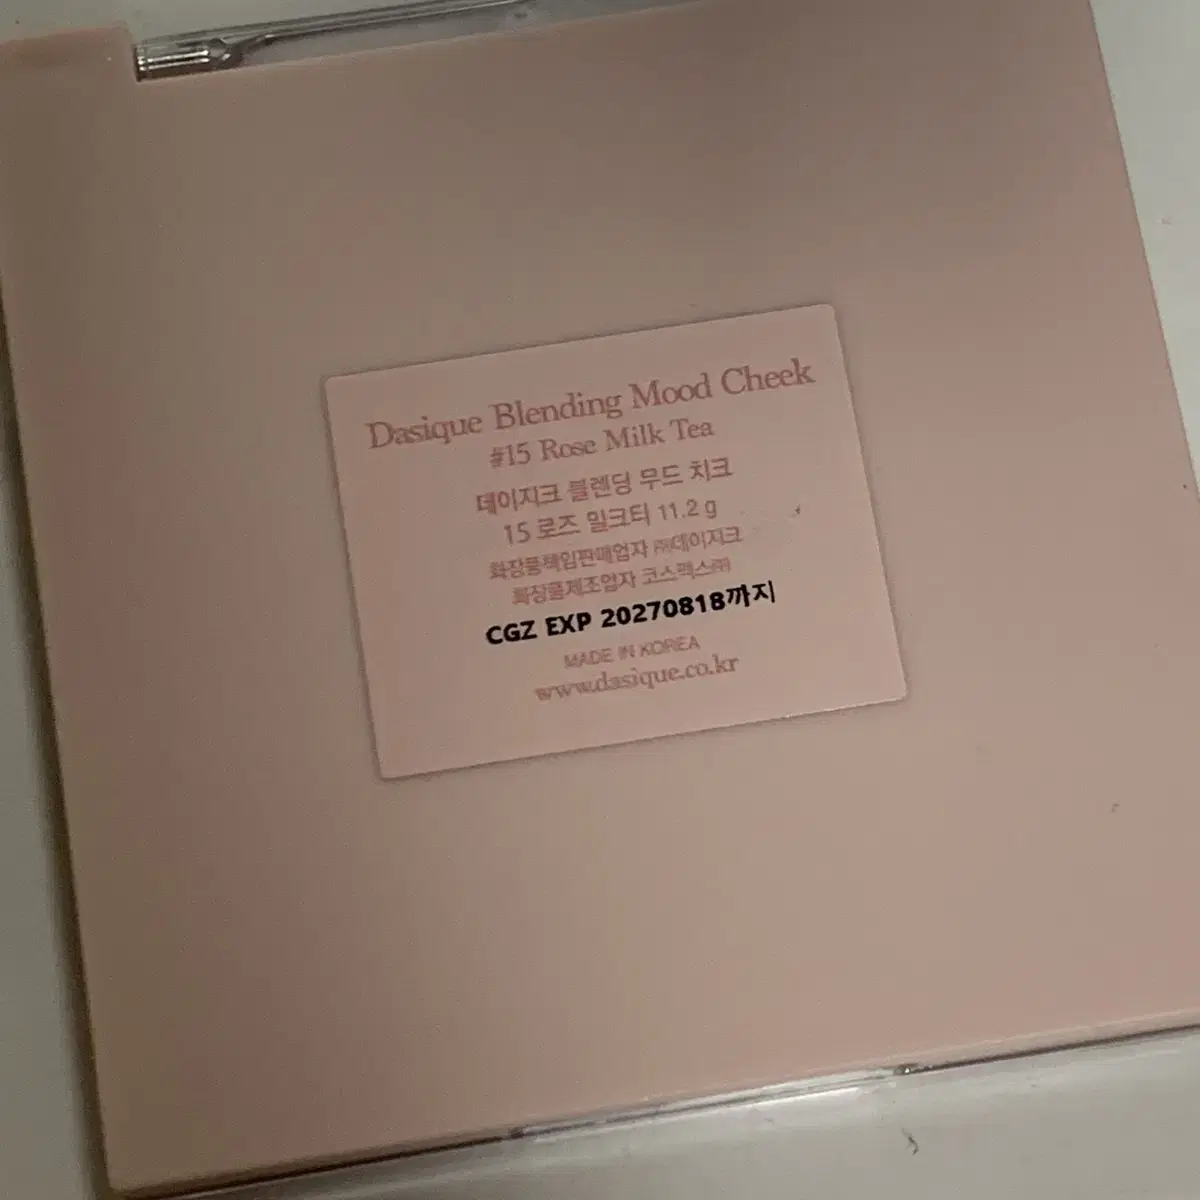 Dasique Blending Mood Cheek
#15 Rose Milk Tea
데이지크 블렌딩 무드 치크
15 로즈 밀크티 11.2 g
화장품책임판매업자 ㈜데이지크
화장품제조업자 코스맥스㈜
CGZ EXP 20270818까지
MADE IN KOREA
www.dasique.co.kr